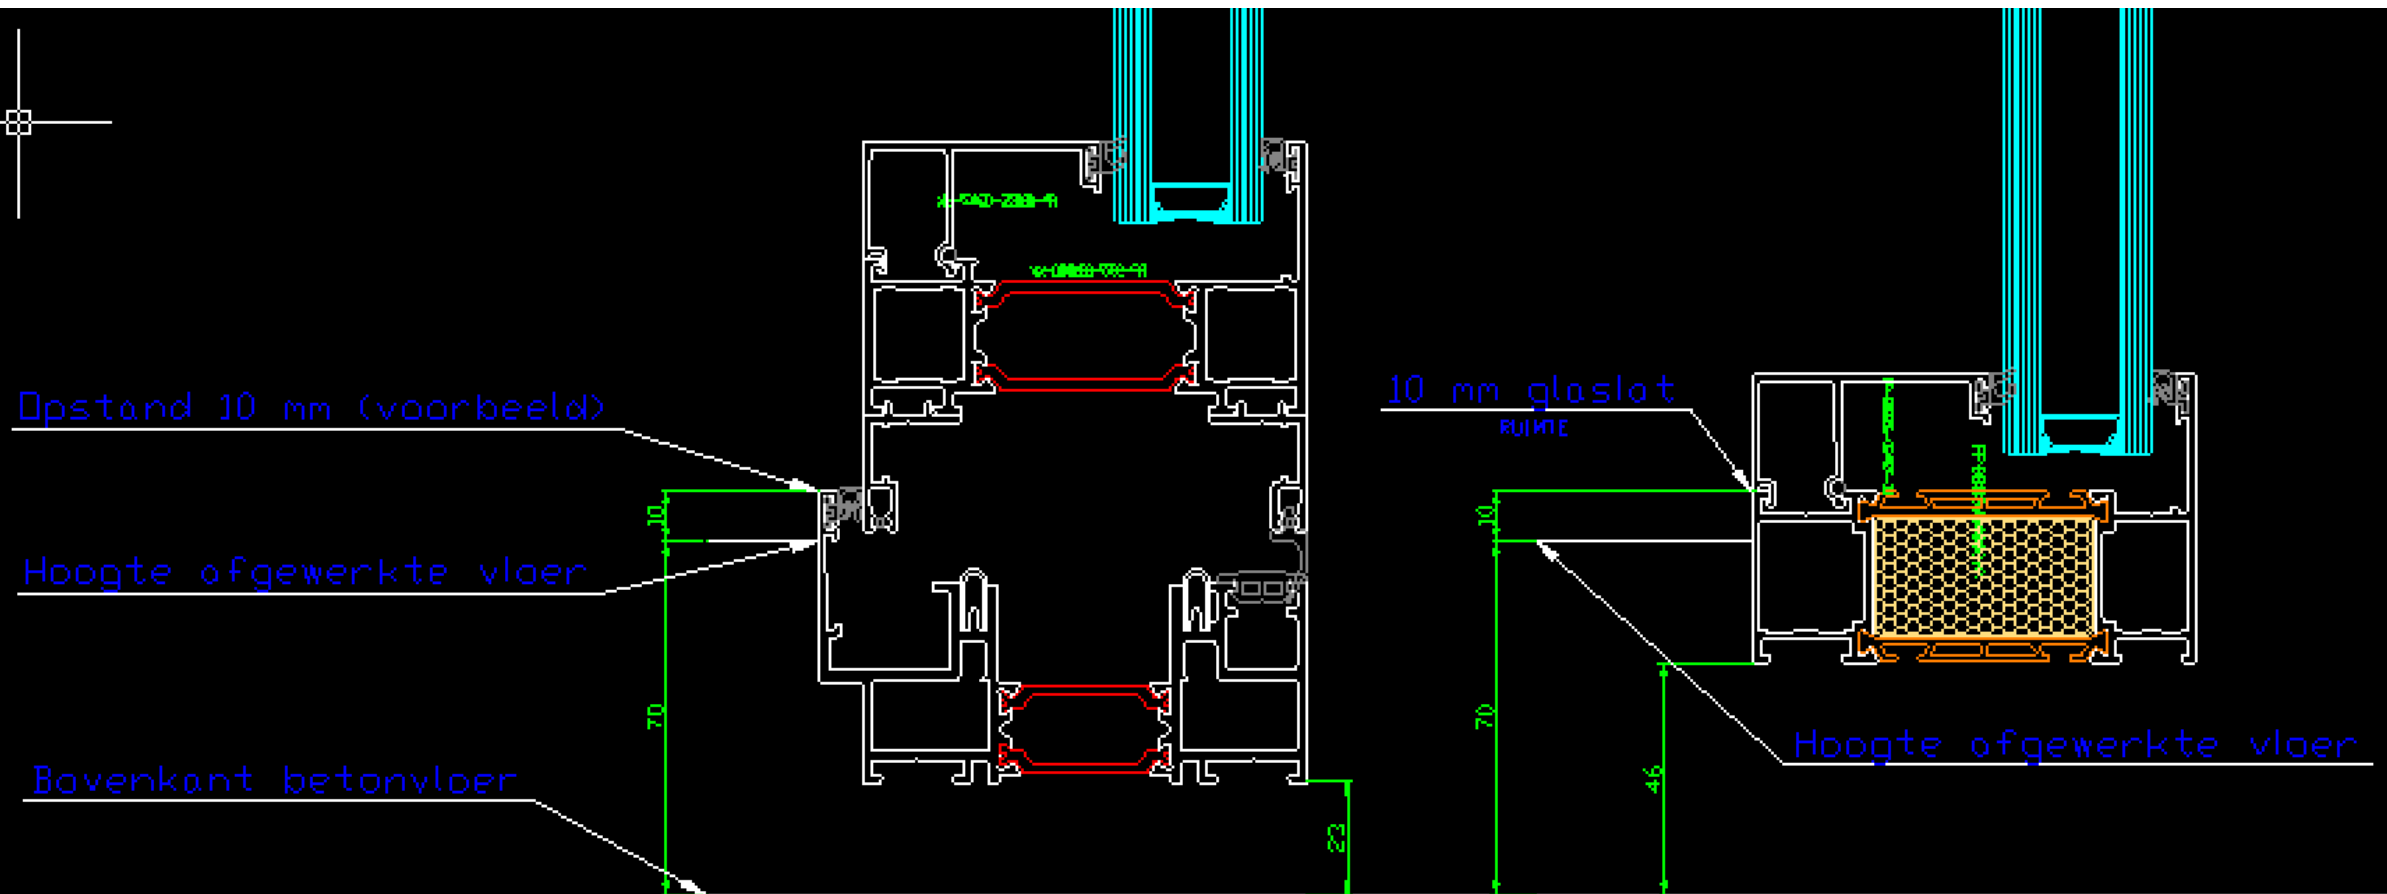 Opstand 10 mm (voorbeeld)
10 mm glaslat
RUIMTE
10
10
Hoogte afgewerkte vloer
70
70
Hoogte afgewerkte vloer
46
Bovenkant betonvloer
23